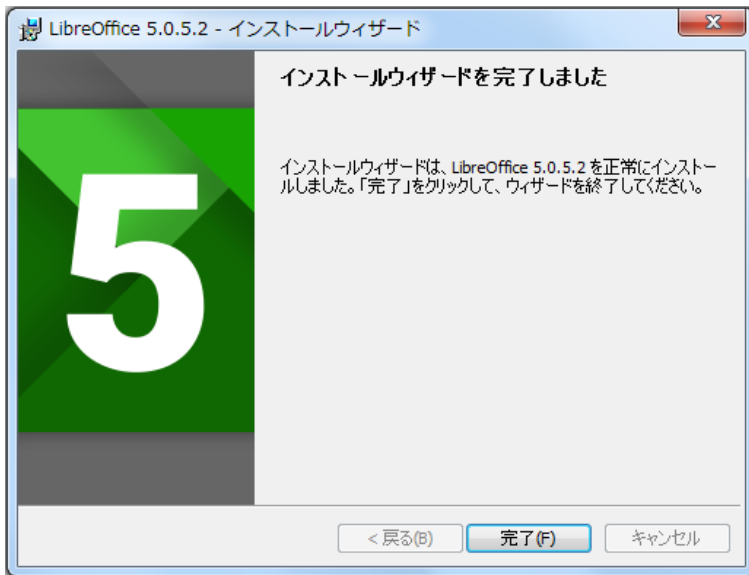 LibreOffice 5.0.5.2 - インストールウィザード
インストールウィザードを完了しました
インストールウィザードは、LibreOffice 5.0.5.2 を正常にインストー
ルしました。「完了」をクリックして、ウィザードを終了してください。
5
< 戻る(B) 完了(F) キャンセル